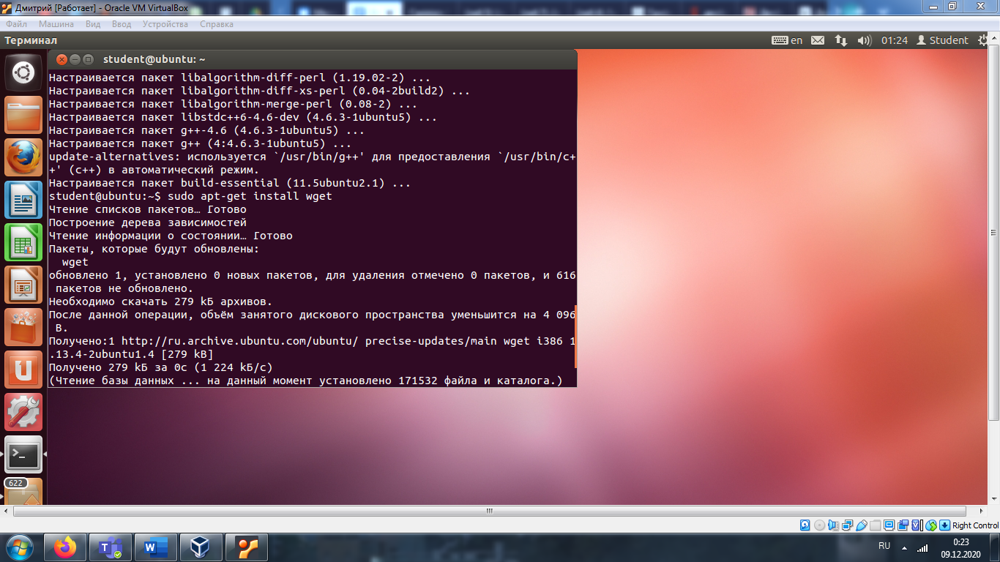 Дмитрий [Работает] - Oracle VM VirtualBox
Файл Машина Вид Ввод Устройства Справка
Терминал en 01:24 Student
student@ubuntu: ~
Настраивается пакет libalgorithm-diff-perl (1.19.02-2) ...
Настраивается пакет libalgorithm-diff-xs-perl (0.04-2build2) ...
Настраивается пакет libalgorithm-merge-perl (0.08-2) ...
Настраивается пакет libstdc++6-4.6-dev (4.6.3-1ubuntu5) ...
Настраивается пакет g++-4.6 (4.6.3-1ubuntu5) ...
Настраивается пакет g++ (4:4.6.3-1ubuntu5) ...
update-alternatives: используется `/usr/bin/g++' для предоставления `/usr/bin/c+
+' (c++) в автоматический режим.
Настраивается пакет build-essential (11.5ubuntu2.1) ...
student@ubuntu:~$ sudo apt-get install wget
Чтение списков пакетов… Готово
Построение дерева зависимостей
Чтение информации о состоянии… Готово
Пакеты, которые будут обновлены:
wget
обновлено 1, установлено 0 новых пакетов, для удаления отмечено 0 пакетов, и 616
пакетов не обновлено.
Необходимо скачать 279 kБ архивов.
После данной операции, объём занятого дискового пространства уменьшится на 4 096
B.
Получено:1 http://ru.archive.ubuntu.com/ubuntu/ precise-updates/main wget i386 1
.13.4-2ubuntu1.4 [279 kB]
Получено 279 kБ за 0с (1 224 kБ/c)
(Чтение базы данных ... на данный момент установлено 171532 файла и каталога.)
622
Right Control
RU 0:23
09.12.2020